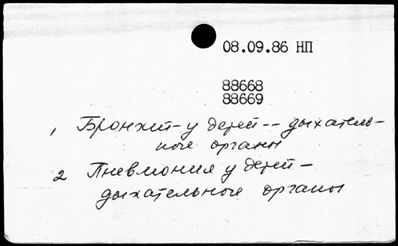 08.09.86 НП
88668
88669
1 Бронхит-у детей -- дыхатель-
ные органы
2 Пневмония у детей-
дыхательные органы